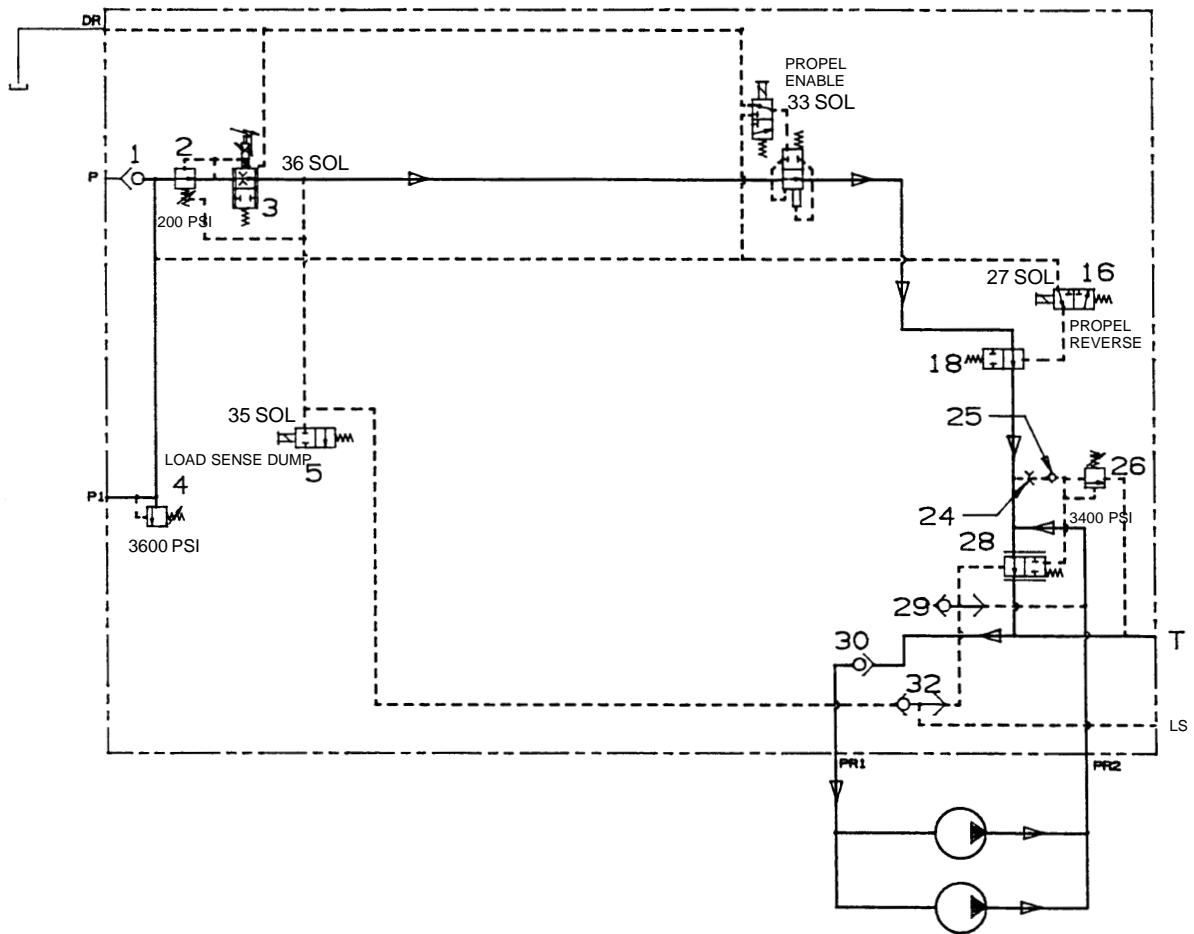 DR
PROPEL
ENABLE
33 SOL
1
2
36 SOL
P
3
200 PSI
27 SOL
16
PROPEL
REVERSE
18
35 SOL
25
LOAD SENSE DUMP
5
26
P1
4
24
3400 PSI
3600 PSI
28
29
30
T
32
LS
PR1
PR2